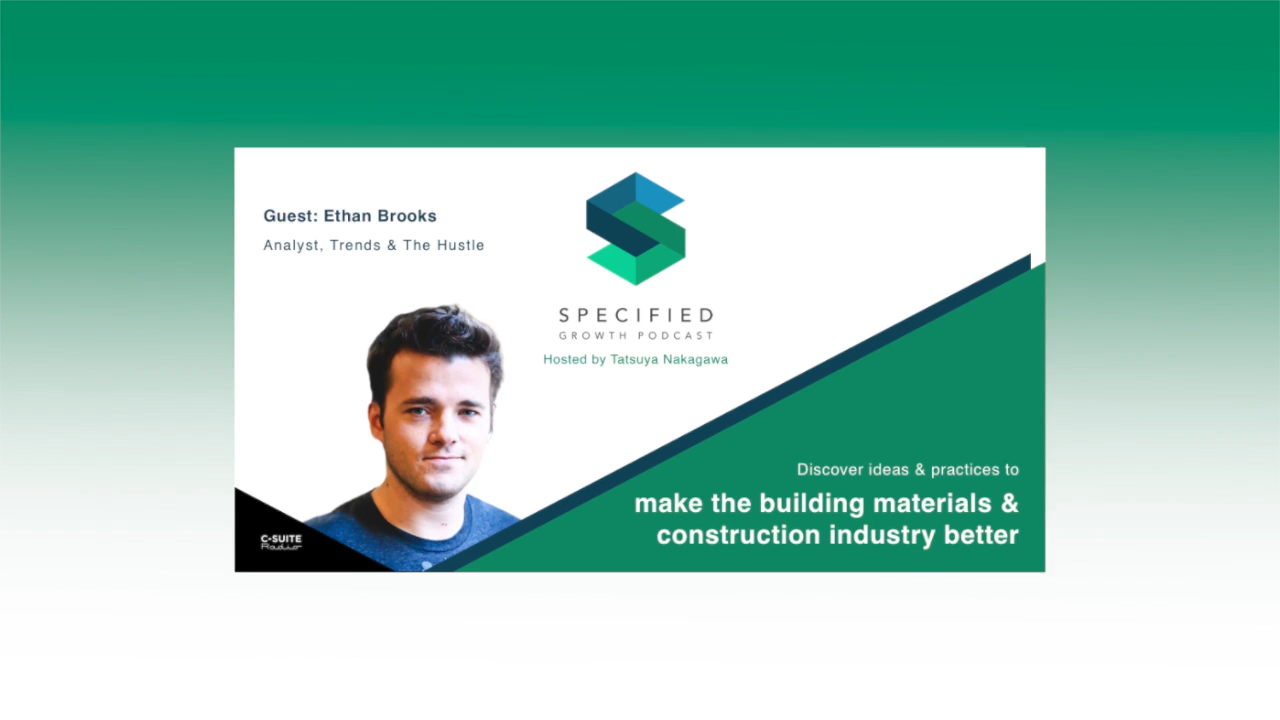 Guest: Ethan Brooks
Analyst, Trends & The Hustle
SPECIFIED
GROWTH PODCAST
Hosted by Tatsuya Nakagawa
Discover ideas & practices to
make the building materials &
construction industry better
C-SUITE
Radio